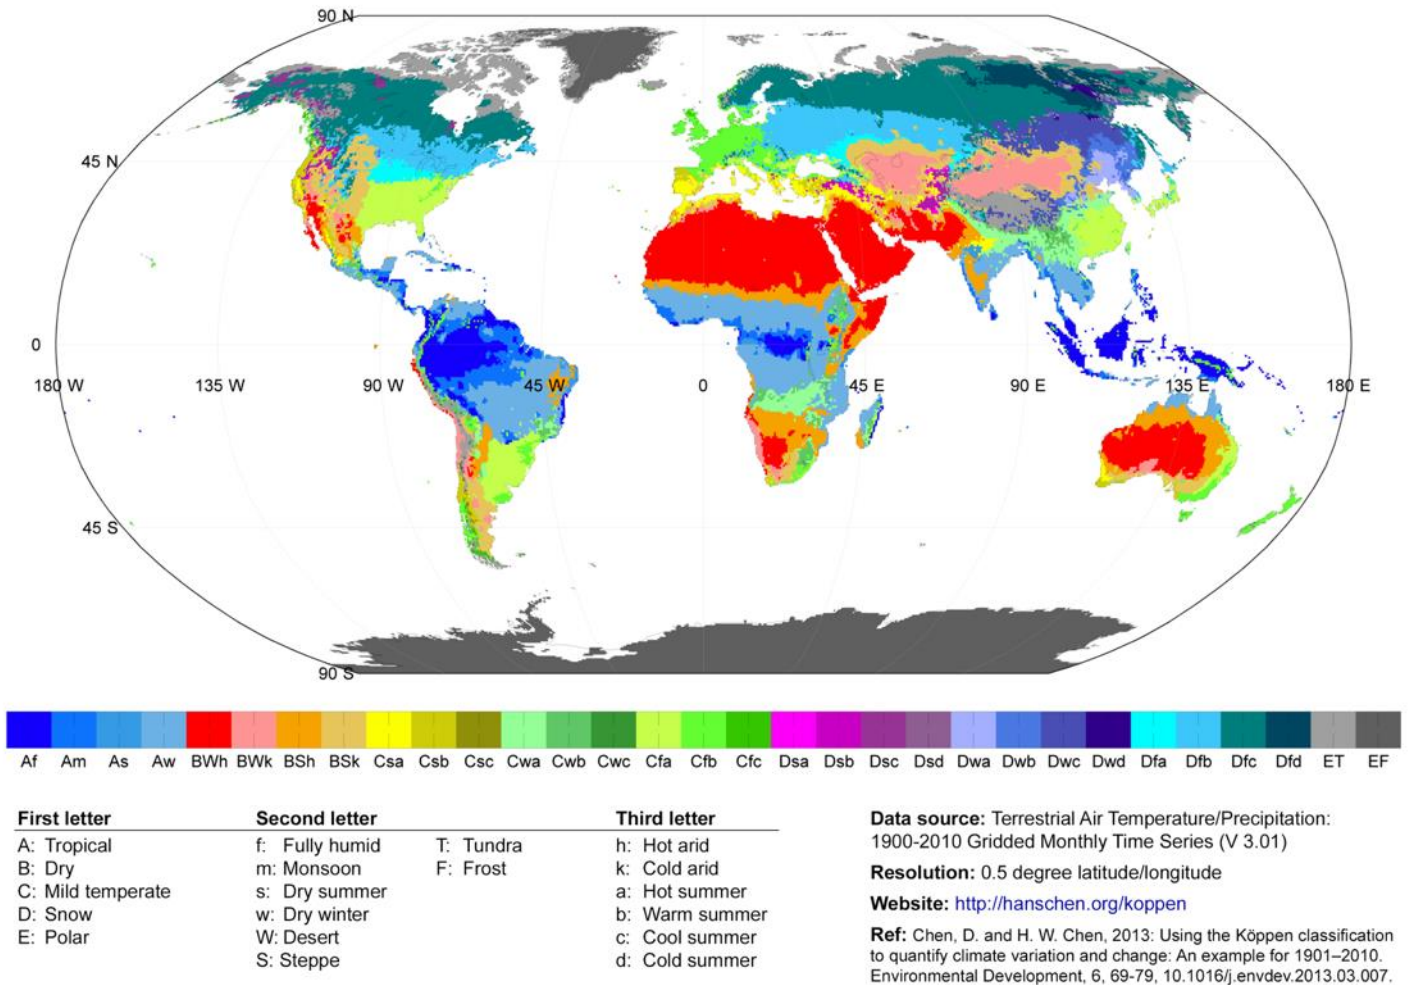 90 N
45 N
0
180 W 135 W 90 W 45 W 0 45 E 90 E 135 E 180 E
45 S
90 S
Af Am As Aw BWh BWk BSh BSk Csa Csb Csc Cwa Cwb Cwc Cfa Cfb Cfc Dsa Dsb Dsc Dsd Dwa Dwb Dwc Dwd Dfa Dfb Dfc Dfd ET EF
First letter
A: Tropical
B: Dry
C: Mild temperate
D: Snow
E: Polar
Second letter
f: Fully humid
m: Monsoon
s: Dry summer
w: Dry winter
W: Desert
S: Steppe
T: Tundra
F: Frost
Third letter
h: Hot arid
k: Cold arid
a: Hot summer
b: Warm summer
c: Cool summer
d: Cold summer
Data source: Terrestrial Air Temperature/Precipitation:
1900-2010 Gridded Monthly Time Series (V 3.01)
Resolution: 0.5 degree latitude/longitude
Website: http://hanschen.org/koppen
Ref: Chen, D. and H. W. Chen, 2013: Using the Köppen classification
to quantify climate variation and change: An example for 1901–2010.
Environmental Development, 6, 69-79, 10.1016/j.envdev.2013.03.007.